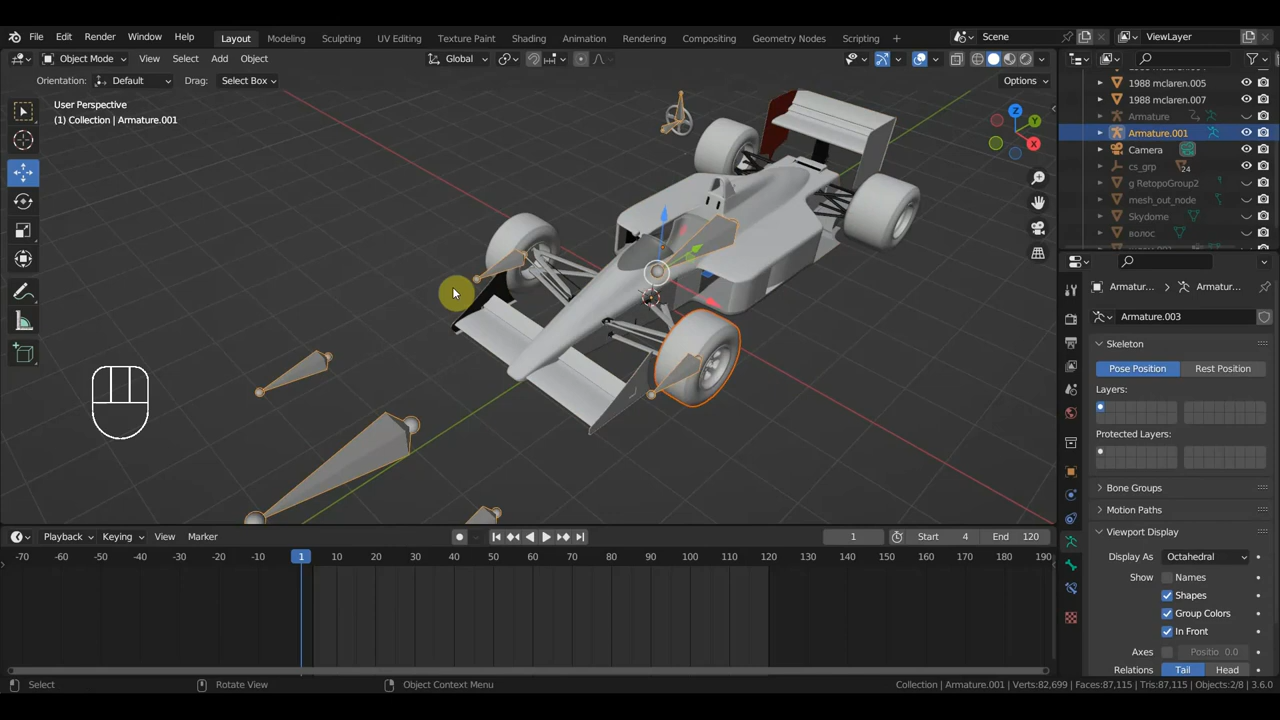 File Edit Render Window Help Layout Modeling Sculpting UV Editing Texture Paint Shading Animation Rendering Compositing Geometry Nodes Scripting + Scene ViewLayer
Object Mode View Select Add Object Global Options
Orientation: Default Drag: Select Box
User Perspective
(1) Collection | Armature.001
Z
Y
X
1988 mclaren.005
1988 mclaren.007
Armature
Armature.001
Camera
cs_grp 24
g RetopoGroup2
mesh_out_node
Skydome
волос
Armatur... Armatur...
Armature.003
Skeleton
Pose Position Rest Position
Layers:
Protected Layers:
Bone Groups
Motion Paths
Viewport Display
Display As Octahedral
Show Names
Shapes
Group Colors
In Front
Axes Positio 0.0
Relations Tail Head
Playback Keying View Marker 1 Start 4 End 120
-70 -60 -50 -40 -30 -20 -10 1 10 20 30 40 50 60 70 80 90 100 110 120 130 140 150 160 170 180 190
Select Rotate View Object Context Menu Collection | Armature.001 | Verts:82,699 | Faces:87,115 | Tris:87,115 | Objects:2/8 | 3.6.0